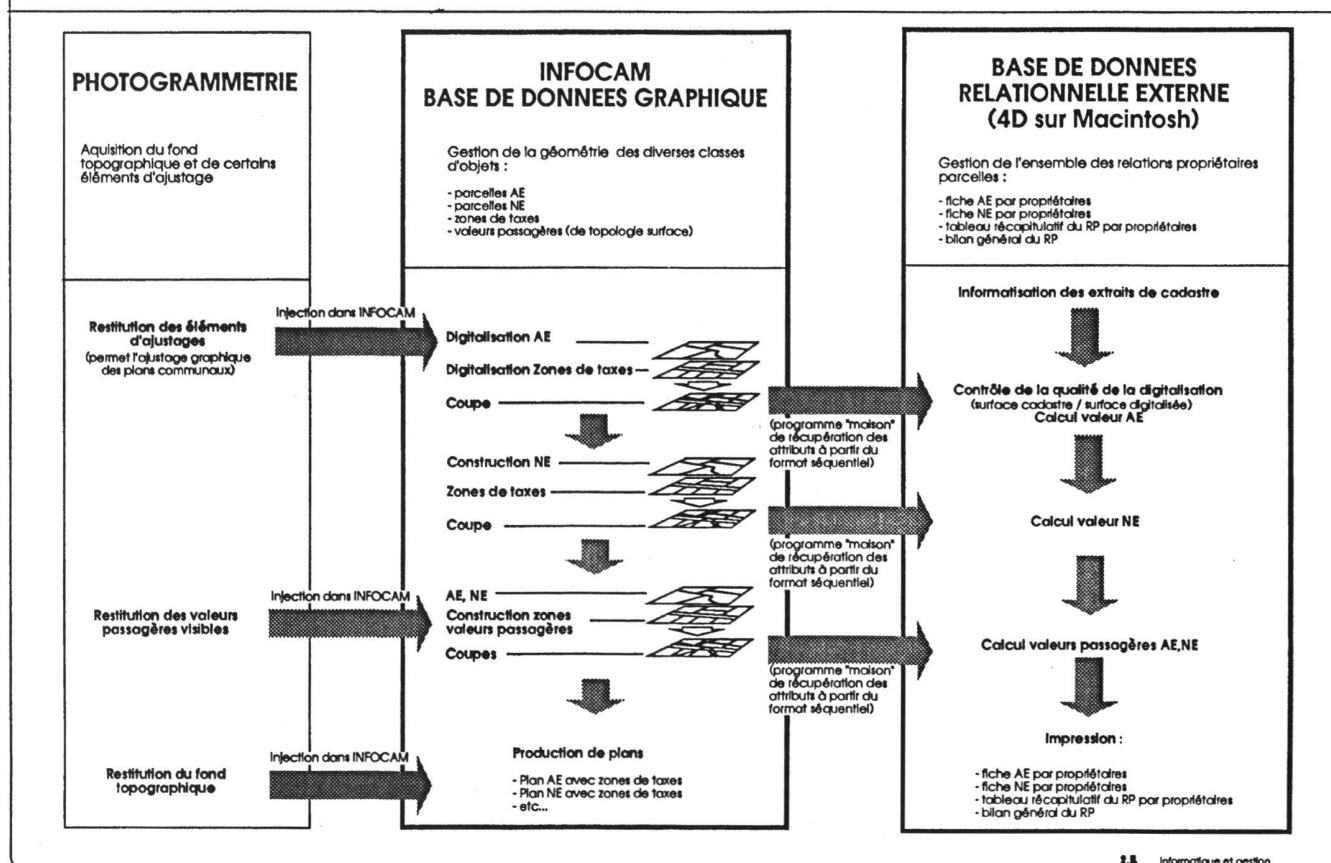 PHOTOGRAMMETRIE
Aquisition du fond
topographique et de certains
éléments d'ajustage
Restitution des éléments
d'ajustages
(permet l'ajustage graphique
des plans communaux)
Restitution des valeurs
passagères visibles
Restitution du fond
topographique
Injection dans INFOCAM
Injection dans INFOCAM
Injection dans INFOCAM
INFOCAM
BASE DE DONNEES GRAPHIQUE
Gestion de la géométrie des diverses classes
d'objets :
- parcelles AE
- parcelles NE
- zones de taxes
- valeurs passagères (de topologie surface)
Digitalisation AE
Digitalisation Zones de taxes
Coupe
Construction NE
Zones de taxes
Coupe
AE, NE
Construction zones
valeurs passagères
Coupes
Production de plans
- Plan AE avec zones de taxes
- Plan NE avec zones de taxes
- etc...
(programme "maison"
de récupération des
attributs à partir du
format séquentiel)
(programme "maison"
de récupération des
attributs à partir du
format séquentiel)
(programme "maison"
de récupération des
attributs à partir du
format séquentiel)
BASE DE DONNEES
RELATIONNELLE EXTERNE
(4D sur Macintosh)
Gestion de l'ensemble des relations propriétaires
parcelles :
- fiche AE par propriétaires
- fiche NE par propriétaires
- tableau récapitulatif du RP par propriétaires
- bilan général du RP
Informatisation des extraits de cadastre
Contrôle de la qualité de la digitalisation
(surface cadastre / surface digitalisée)
Calcul valeur AE
Calcul valeur NE
Calcul valeurs passagères AE,NE
Impression :
- fiche AE par propriétaires
- fiche NE par propriétaires
- tableau récapitulatif du RP par propriétaires
- bilan général du RP
Informatique et gestion